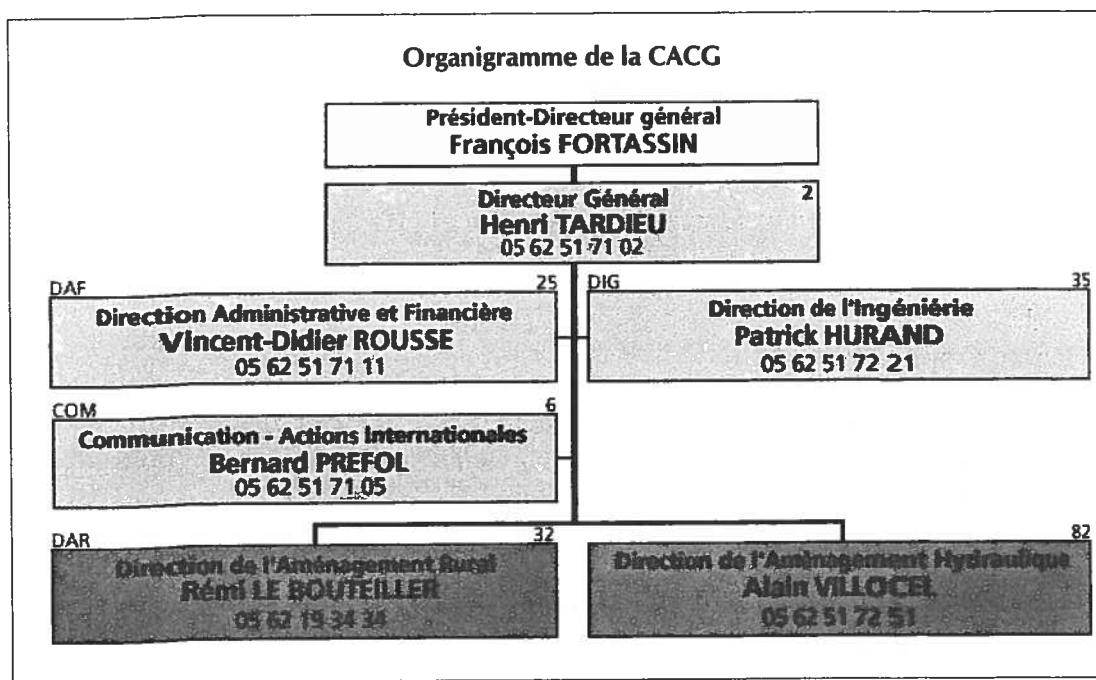 Organigramme de la CACG
Président-Directeur général
François FORTASSIN
2
Directeur Général
Henri TARDIEU
05 62 51 71 02
DAF 25
Direction Administrative et Financière
Vincent-Didier ROUSSE
05 62 51 71 11
DIG 35
Direction de l'Ingéniérie
Patrick HURAND
05 62 51 72 21
COM 6
Communication - Actions Internationales
Bernard PREFOL
05 62 51 71 05
DAR 32
Direction de l'Aménagement Rural
Rémi LE BOUTEILLER
05 62 19 34 34
82
Direction de l'Aménagement Hydraulique
Alain VILLOCEL
05 62 51 72 51